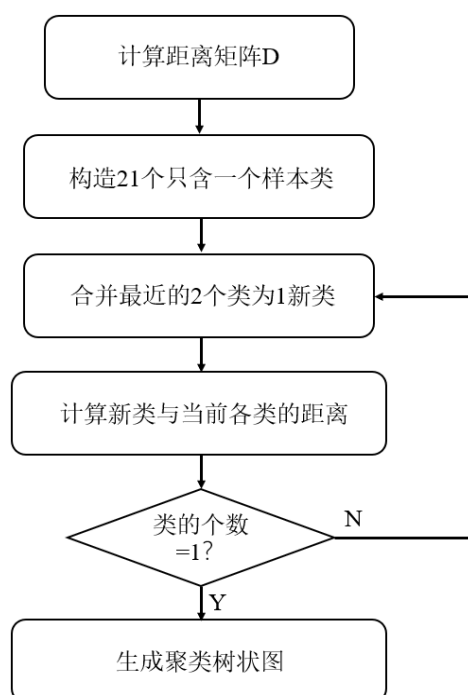 计算距离矩阵D
构造21个只含一个样本类
合并最近的2个类为1新类
计算新类与当前各类的距离
类的个数
=1?
N
Y
生成聚类树状图